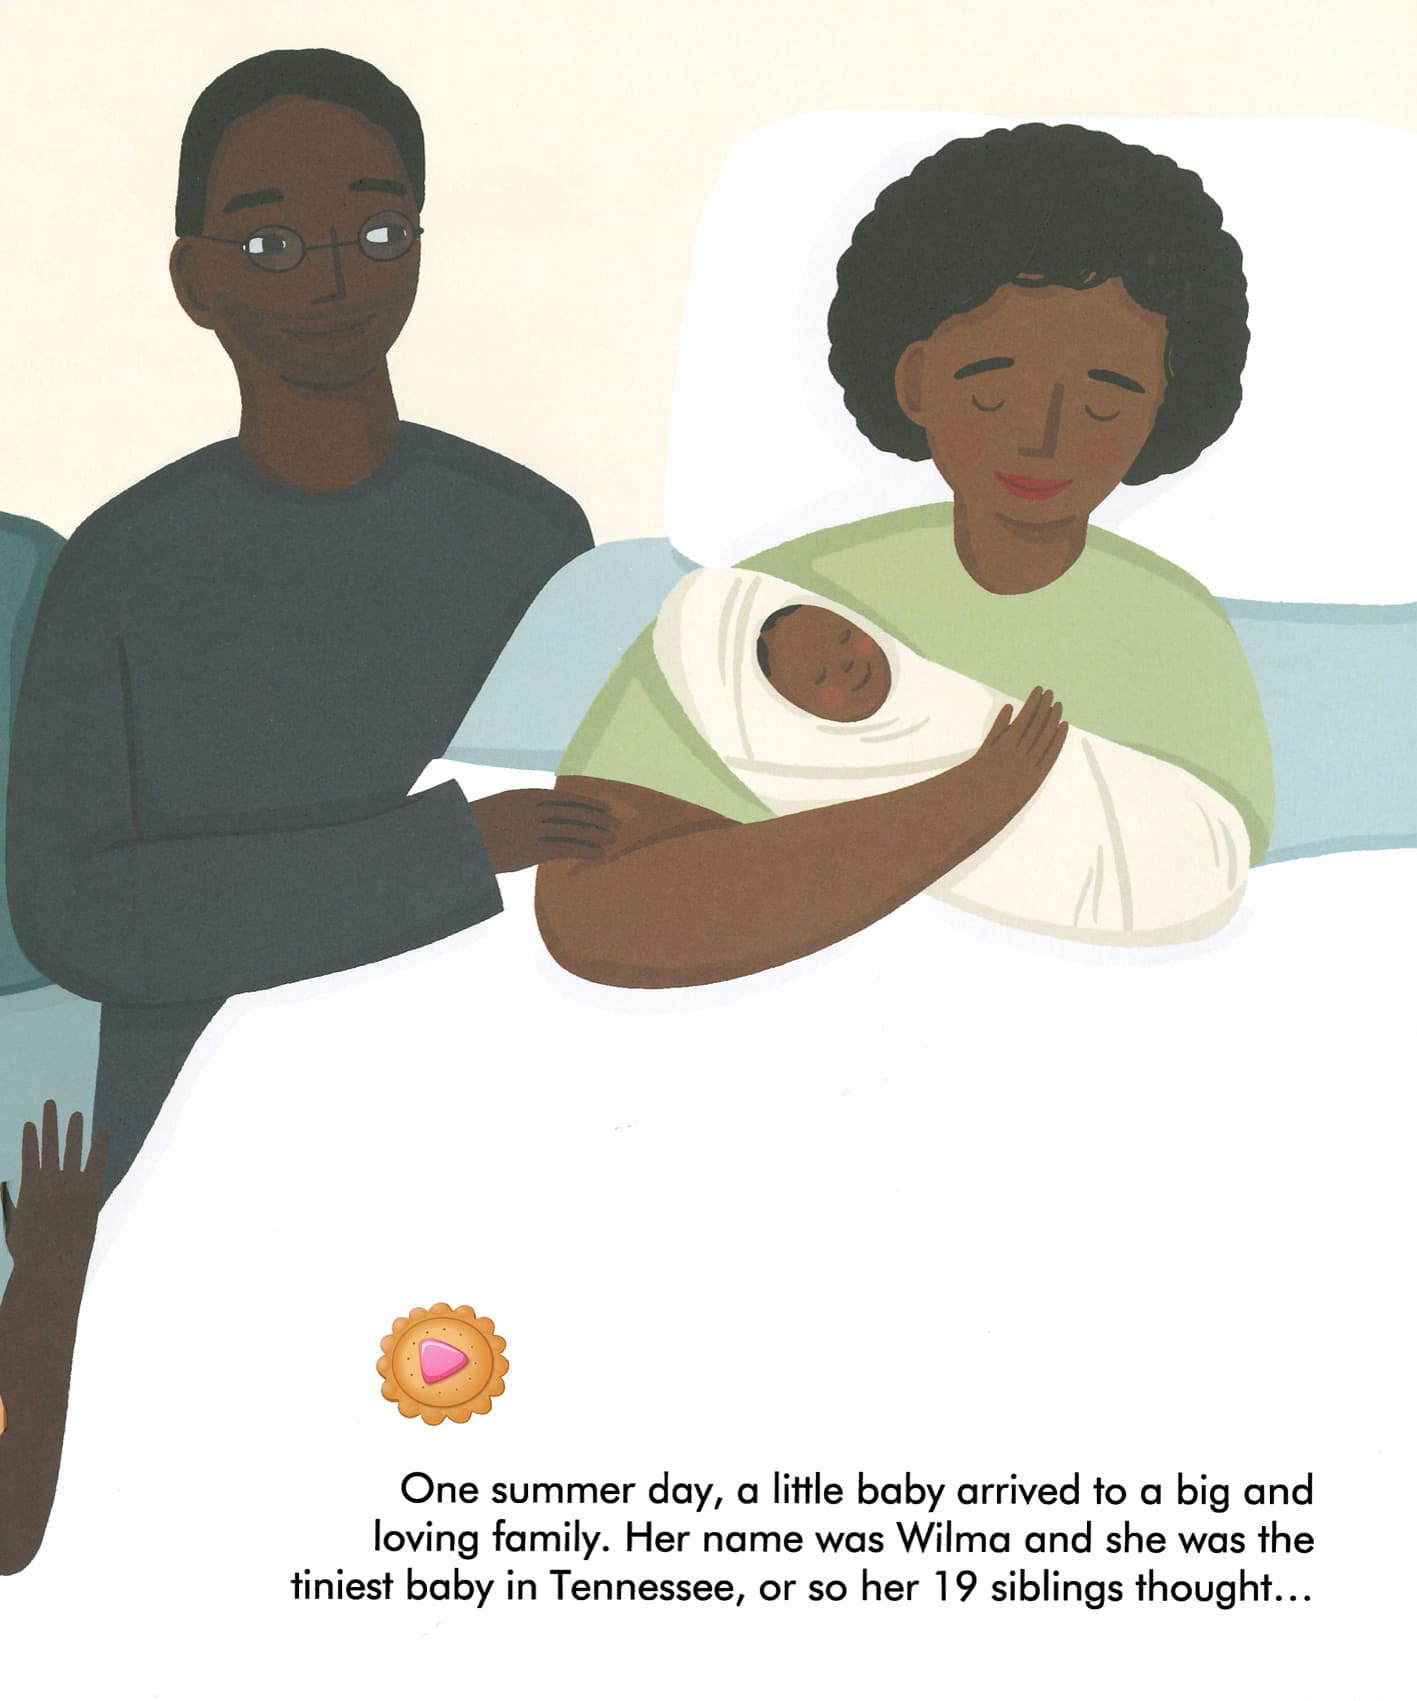 One summer day, a little baby arrived to a big and
loving family. Her name was Wilma and she was the
tiniest baby in Tennessee, or so her 19 siblings thought...